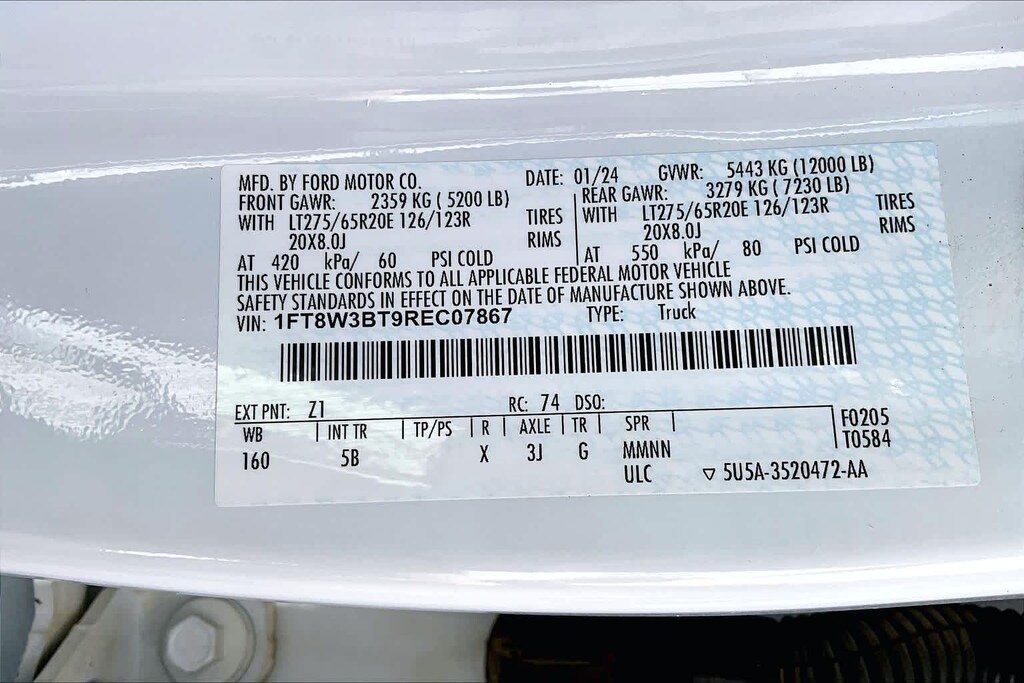 MFD. BY FORD MOTOR CO. DATE: 01/24 GVWR: 5443 KG (12000 LB)
FRONT GAWR: 2359 KG ( 5200 LB) REAR GAWR: 3279 KG ( 7230 LB)
WITH LT275/65R20E 126/123R TIRES WITH LT275/65R20E 126/123R TIRES
20X8.0J RIMS 20X8.0J RIMS
AT 420 kPa/ 60 PSI COLD AT 550 kPa/ 80 PSI COLD
THIS VEHICLE CONFORMS TO ALL APPLICABLE FEDERAL MOTOR VEHICLE
SAFETY STANDARDS IN EFFECT ON THE DATE OF MANUFACTURE SHOWN ABOVE.
VIN: 1FT8W3BT9REC07867 TYPE: Truck
EXT PNT: Z1 RC: 74 DSO:
WB INT TR TP/PS R AXLE TR SPR F0205
160 5B X 3J G MMNN T0584
ULC ▽ 5U5A-3520472-AA